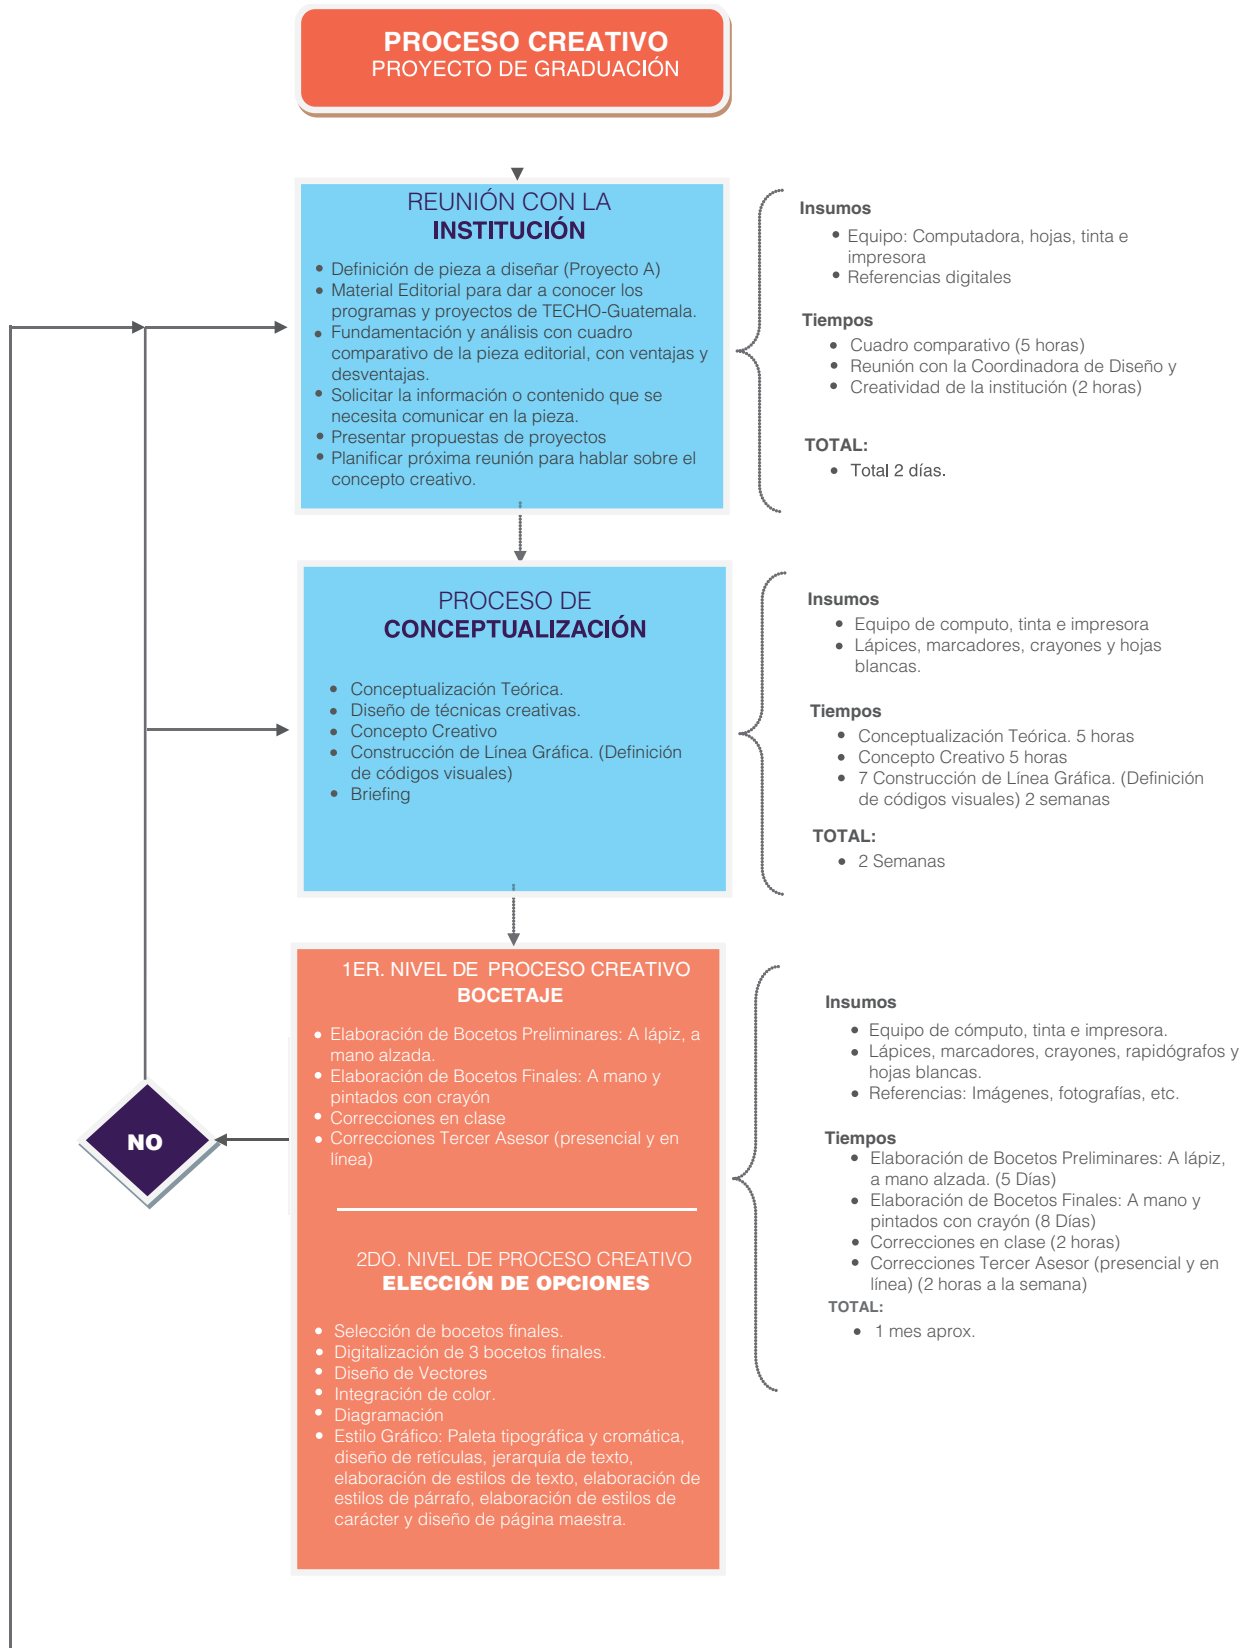 PROCESO CREATIVO
PROYECTO DE GRADUACIÓN
REUNIÓN CON LA
INSTITUCIÓN
Definición de pieza a diseñar (Proyecto A)
Material Editorial para dar a conocer los
programas y proyectos de TECHO-Guatemala.
Fundamentación y análisis con cuadro
comparativo de la pieza editorial, con ventajas y
desventajas.
Solicitar la información o contenido que se
necesita comunicar en la pieza.
Presentar propuestas de proyectos
Planificar próxima reunión para hablar sobre el
concepto creativo.
Insumos
Equipo: Computadora, hojas, tinta e
impresora
Referencias digitales
Tiempos
Cuadro comparativo (5 horas)
Reunión con la Coordinadora de Diseño y
Creatividad de la institución (2 horas)
TOTAL:
Total 2 días.
PROCESO DE
CONCEPTUALIZACIÓN
Conceptualización Teórica.
Diseño de técnicas creativas.
Concepto Creativo
Construcción de Línea Gráfica. (Definición
de códigos visuales)
Briefing
Insumos
Equipo de computo, tinta e impresora
Lápices, marcadores, crayones y hojas
blancas.
Tiempos
Conceptualización Teórica. 5 horas
Concepto Creativo 5 horas
7 Construcción de Línea Gráfica. (Definición
de códigos visuales) 2 semanas
TOTAL:
2 Semanas
1ER. NIVEL DE PROCESO CREATIVO
BOCETAJE
Elaboración de Bocetos Preliminares: A lápiz, a
mano alzada.
Elaboración de Bocetos Finales: A mano y
pintados con crayón
Correcciones en clase
Correcciones Tercer Asesor (presencial y en
línea)
NO
2DO. NIVEL DE PROCESO CREATIVO
ELECCIÓN DE OPCIONES
Selección de bocetos finales.
Digitalización de 3 bocetos finales.
Diseño de Vectores
Integración de color.
Diagramación
Estilo Gráfico: Paleta tipográfica y cromática,
diseño de retículas, jerarquía de texto,
elaboración de estilos de texto, elaboración de
estilos de párrafo, elaboración de estilos de
carácter y diseño de página maestra.
Insumos
Equipo de cómputo, tinta e impresora.
Lápices, marcadores, crayones, rapidógrafos y
hojas blancas.
Referencias: Imágenes, fotografías, etc.
Tiempos
Elaboración de Bocetos Preliminares: A lápiz,
a mano alzada. (5 Días)
Elaboración de Bocetos Finales: A mano y
pintados con crayón (8 Días)
Correcciones en clase (2 horas)
Correcciones Tercer Asesor (presencial y en
línea) (2 horas a la semana)
TOTAL:
1 mes aprox.